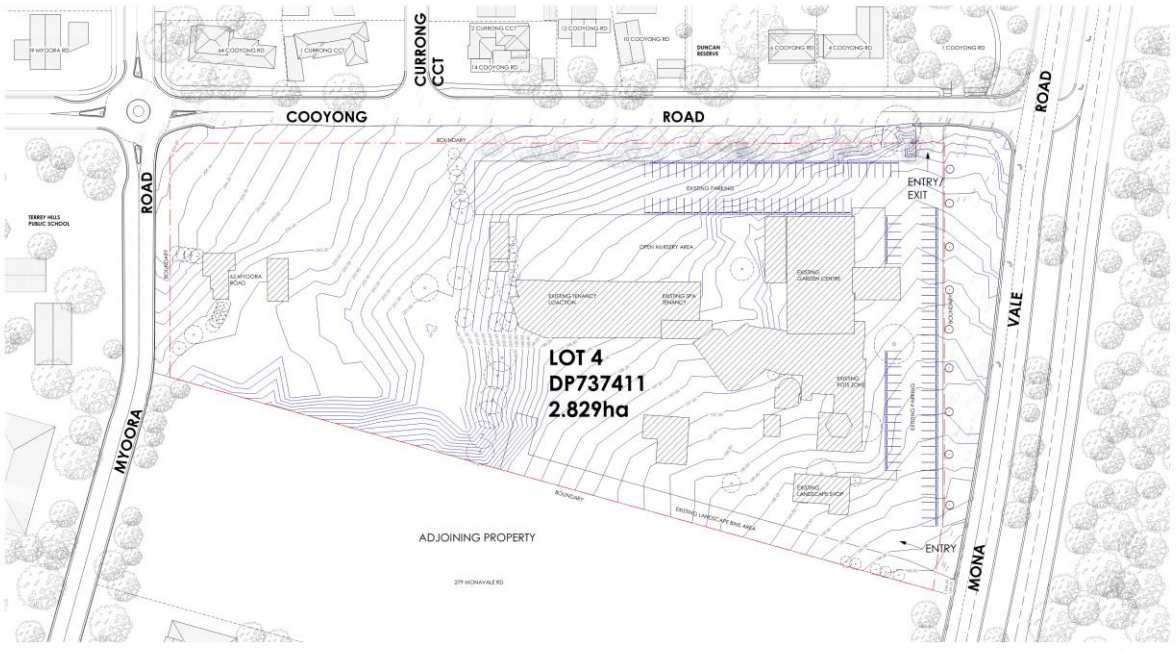 39 MYOORA RD
64 COOYONG RD
1 CURRONG CCT
2 CURRONG CCT
14 COOYONG RD
12 COOYONG RD
10 COOYONG RD
DUNCAN
RESERVE
6 COOYONG RD
4 COOYONG RD
1 COOYONG RD
CURRONG
CCT
COOYONG
ROAD
ROAD
BOUNDARY
EXISTING PARKING
ENTRY/
EXIT
ROAD
TERREY HILLS
PUBLIC SCHOOL
BOUNDARY
62 MYOORA
ROAD
OPEN NURSERY AREA
EXISTING
GARDEN CENTRE
EXISTING TENANCY
LOACTION
EXISTING SPA
TENANCY
BOUNDARY
VALE
LOT 4
DP737411
2.829ha
EXISTING
POTS ZONE
EXISTING PARKING
MYOORA
EXISTING
LANDSCAPE SHOP
BOUNDARY
EXISTING LANDSCAPE BINS AREA
ADJOINING PROPERTY
ENTRY
MONA
279 MONAVALE RD